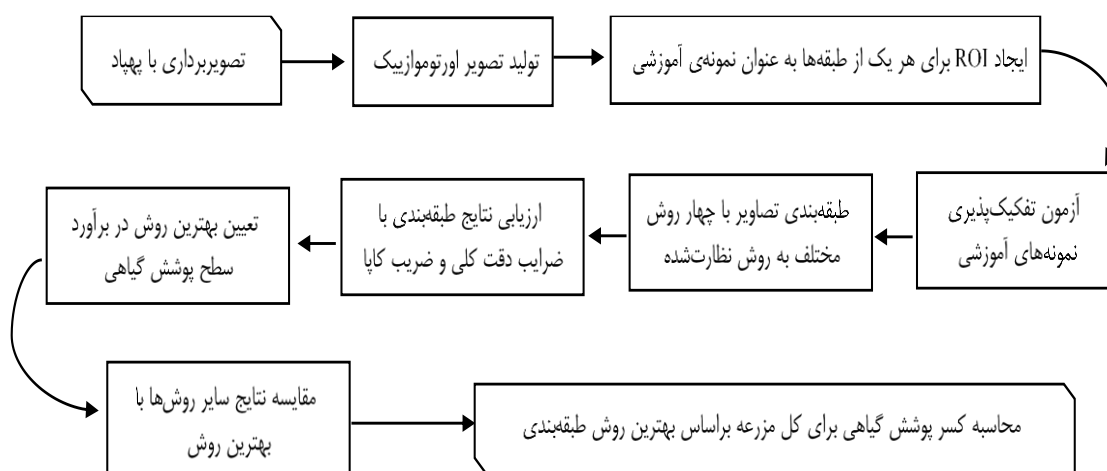 تصویربرداری با پهپاد
تولید تصویر اورتوموازییک
ایجاد ROI برای هر یک از طبقه‌ها به عنوان نمونه‌ی آموزشی
آزمون تفکیک‌پذیری
نمونه‌های آموزشی
طبقه‌بندی تصاویر با چهار روش
مختلف به روش نظارت‌شده
ارزیابی نتایج طبقه‌بندی با
ضرایب دقت کلی و ضریب کاپا
تعیین بهترین روش در برآورد
سطح پوشش گیاهی
مقایسه نتایج سایر روش‌ها با
بهترین روش
محاسبه کسر پوشش گیاهی برای کل مزرعه براساس بهترین روش طبقه‌بندی